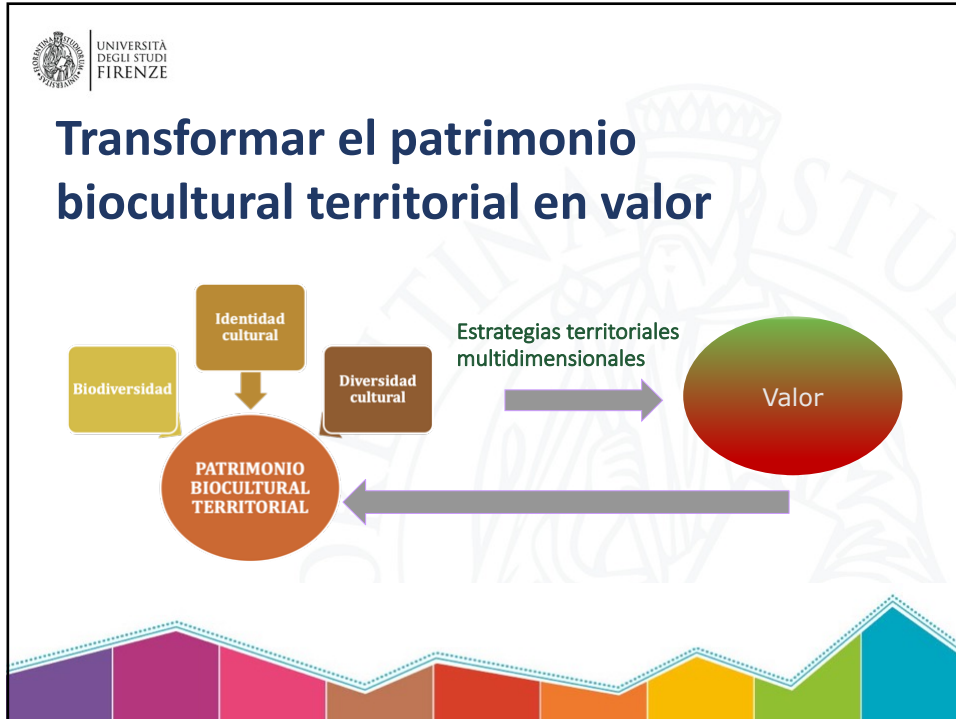 UNIVERSITÀ
DEGLI STUDI
FIRENZE
Transformar el patrimonio
biocultural territorial en valor
Identidad
cultural
Biodiversidad
Diversidad
cultural
PATRIMONIO
BIOCULTURAL
TERRITORIAL
Estrategias territoriales
multidimensionales
Valor